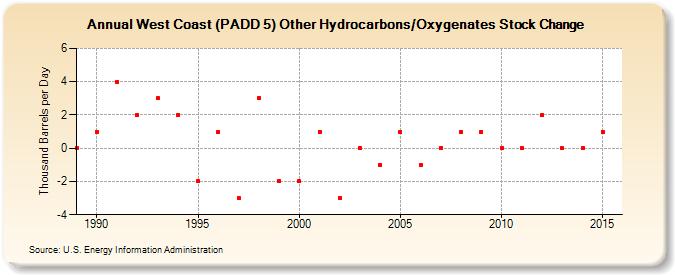 Annual West Coast (PADD 5) Other Hydrocarbons/Oxygenates Stock Change
Thousand Barrels per Day
6
4
2
0
-2
-4
1990 1995 2000 2005 2010 2015
Source: U.S. Energy Information Administration